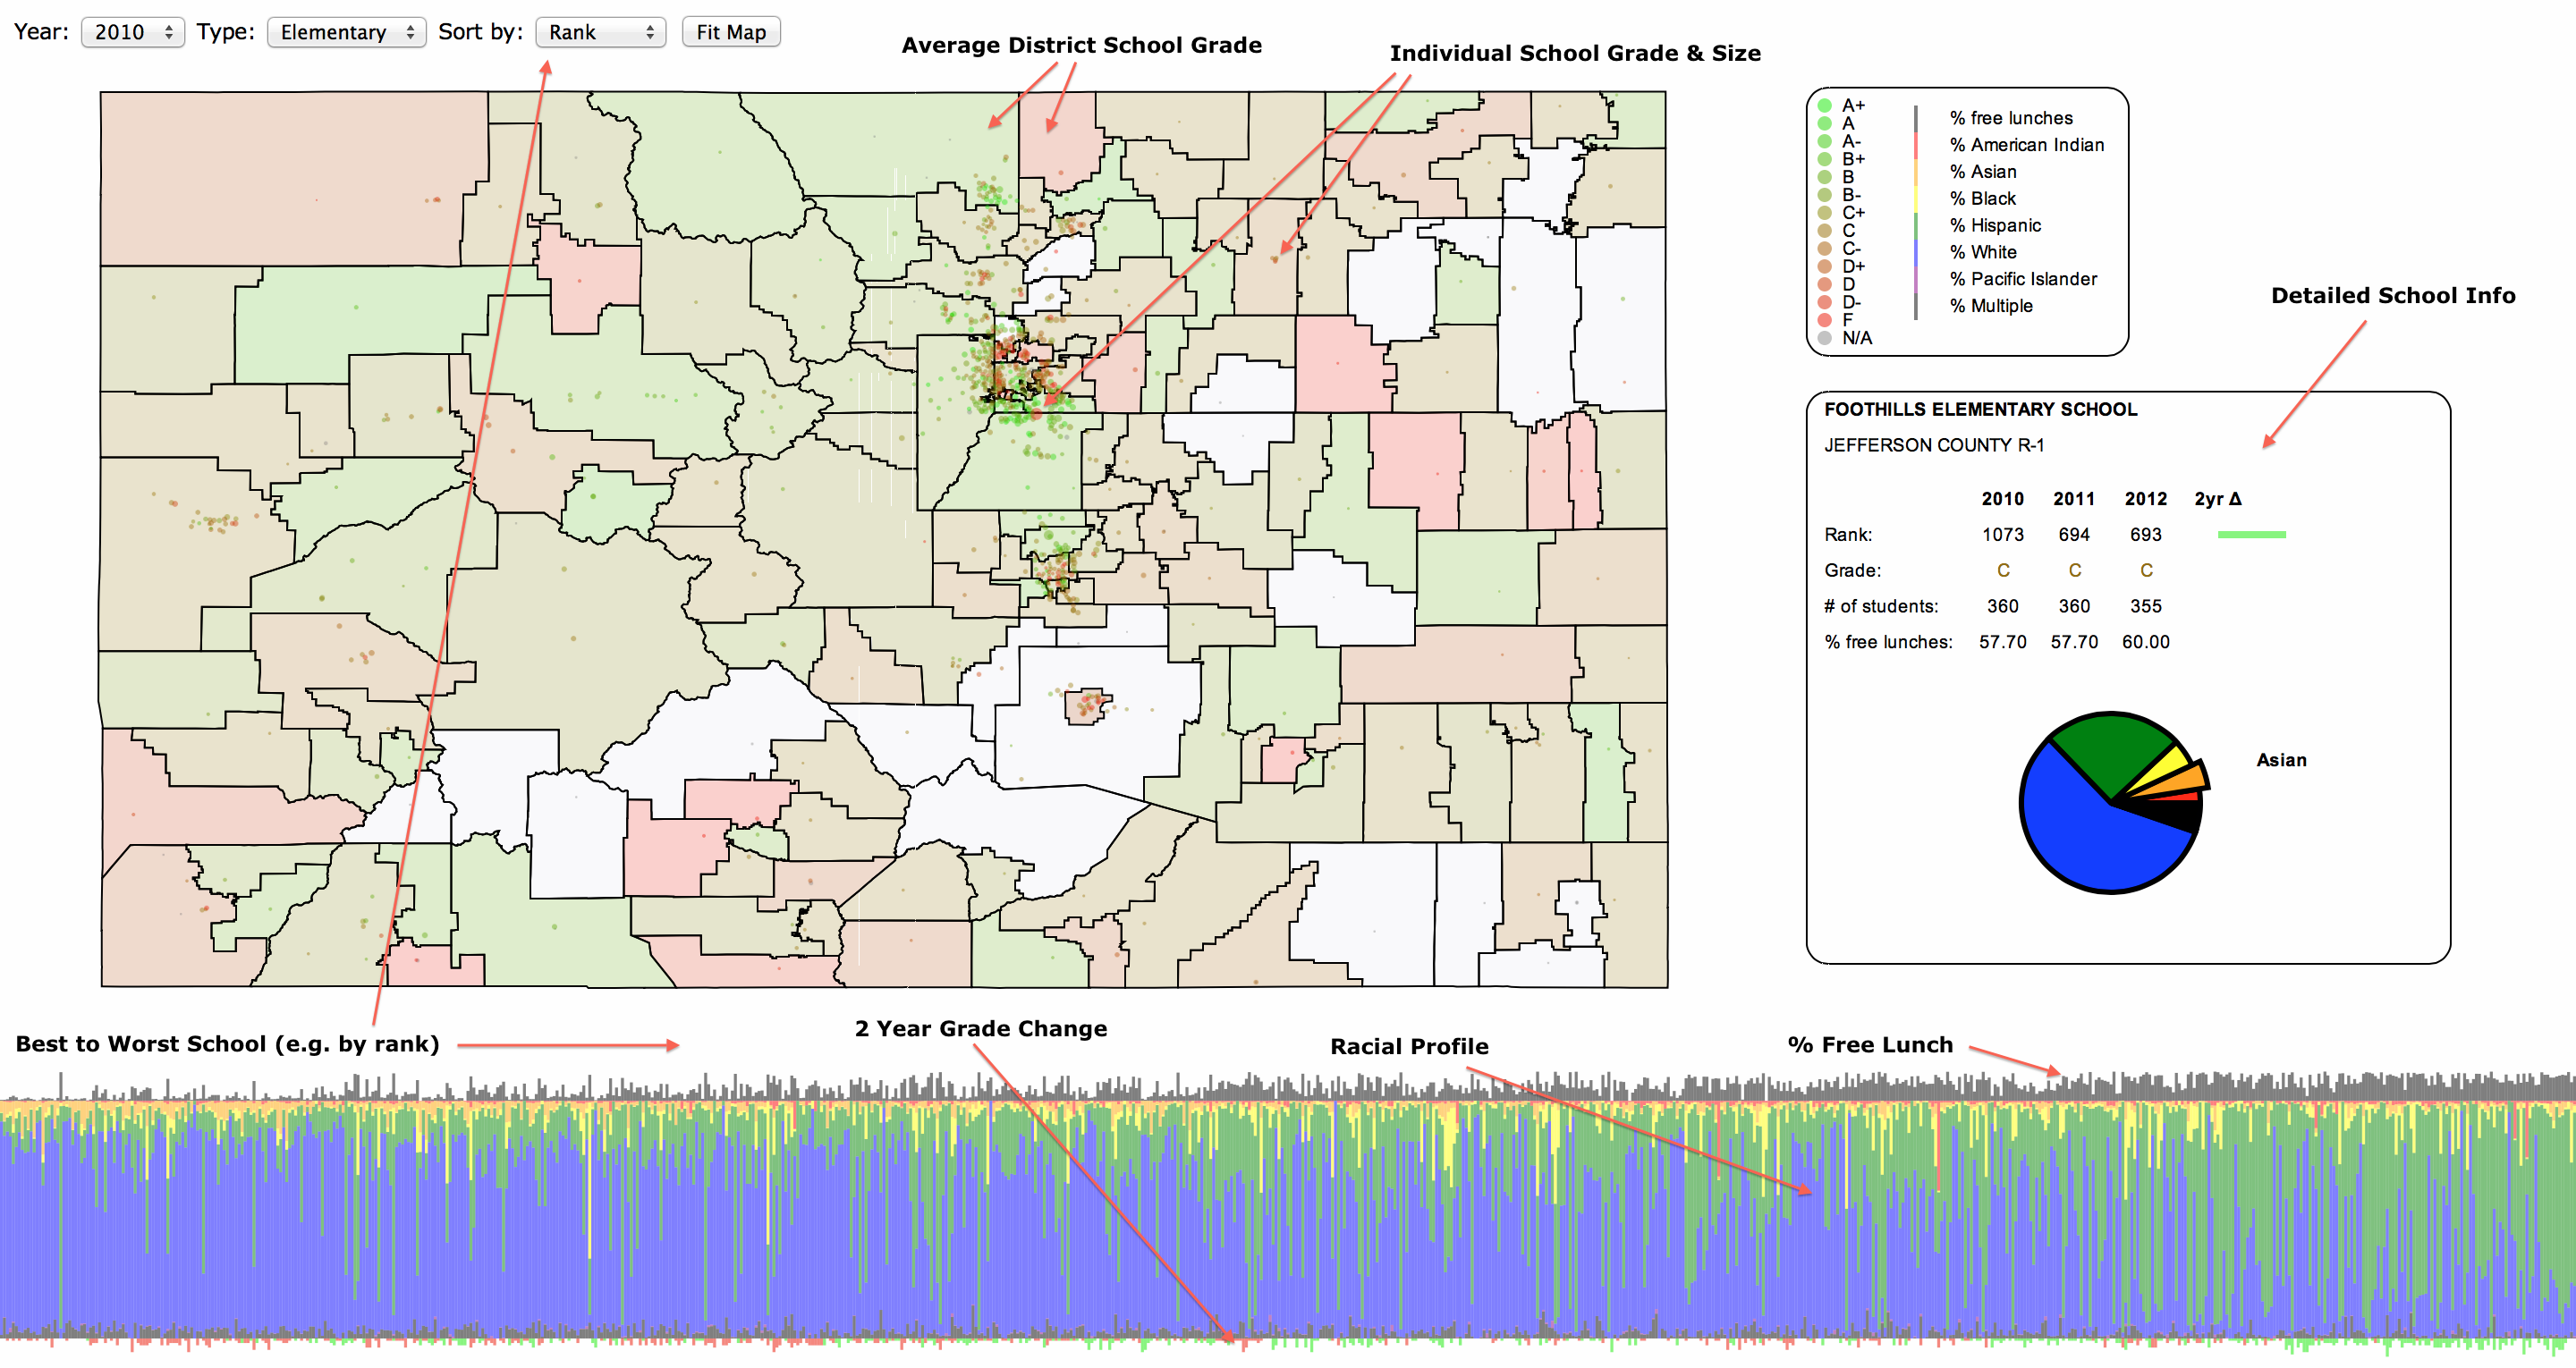 Year: 2010 Type: Elementary Sort by: Rank Fit Map
Average District School Grade
Individual School Grade & Size
A+
A
A-
B+
B
B-
C+
C
C-
D+
D
D-
F
N/A
% free lunches
% American Indian
% Asian
% Black
% Hispanic
% White
% Pacific Islander
% Multiple
Detailed School Info
FOOTHILLS ELEMENTARY SCHOOL
JEFFERSON COUNTY R-1
2010 2011 2012 2yr Δ
Rank: 1073 694 693
Grade: C C C
# of students: 360 360 355
% free lunches: 57.70 57.70 60.00
Asian
Best to Worst School (e.g. by rank)
2 Year Grade Change
Racial Profile
% Free Lunch